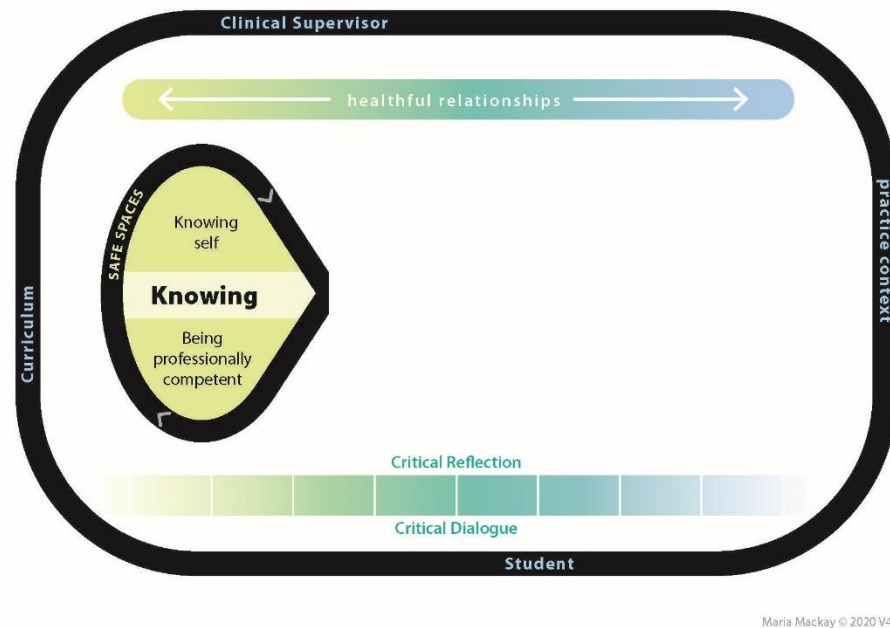 Clinical Supervisor
healthful relationships
SAFE SPACES
Knowing
self
Knowing
Being
professionally
competent
Curriculum
practice context
Critical Reflection
Critical Dialogue
Student
Maria Mackay © 2020 V4